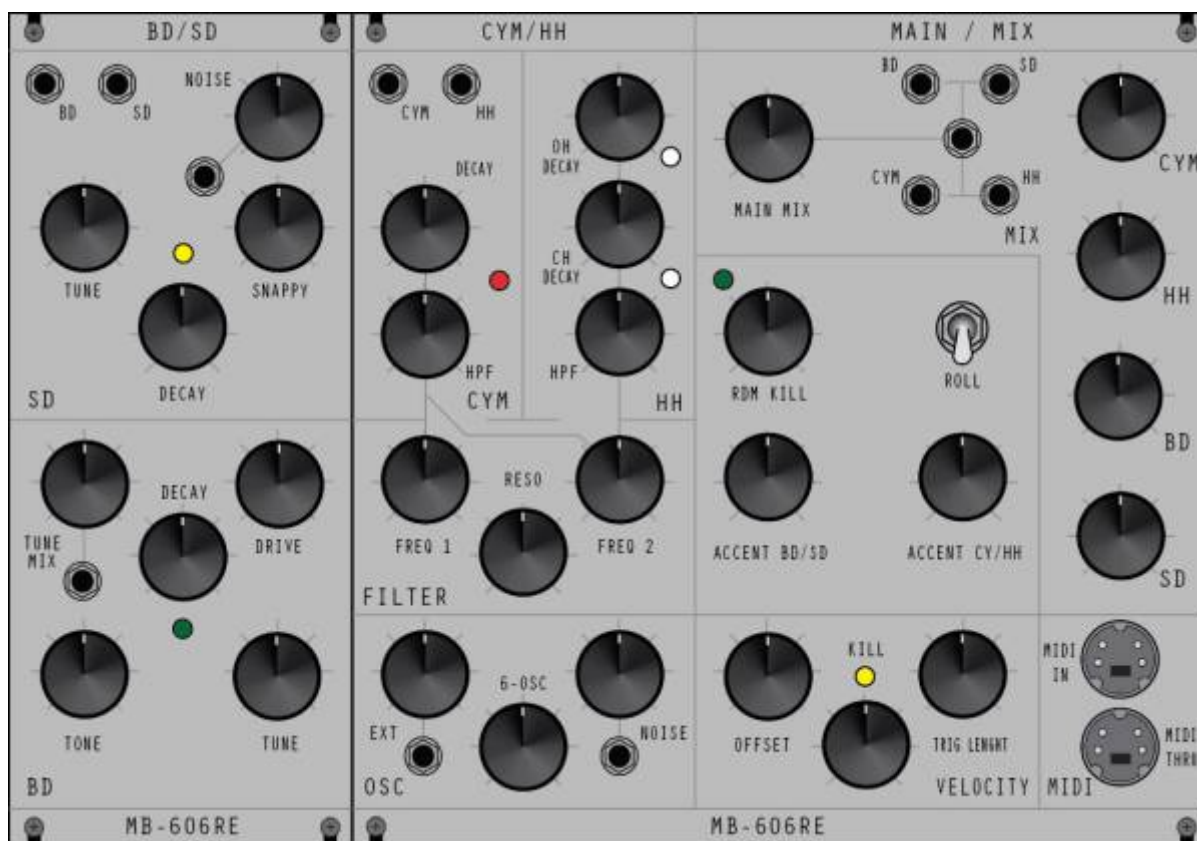 BD/SD
CYM/HH
MAIN / MIX
NOISE
BD
SD
TUNE
SNAPPY
DECAY
SD
DECAY
TUNE
MIX
DRIVE
TONE
TUNE
BD
MB-606RE
CYM
HH
DECAY
OH
DECAY
CH
DECAY
HPF
HPF
CYM
HH
RESO
FREQ 1
FREQ 2
FILTER
6-OSC
EXT
NOISE
OSC
BD
SD
MAIN MIX
CYM
HH
MIX
RDM KILL
ROLL
ACCENT BD/SD
ACCENT CY/HH
KILL
OFFSET
TRIG LENGHT
VELOCITY
CYM
HH
BD
SD
MIDI
IN
MIDI
THRU
MIDI
MB-606RE